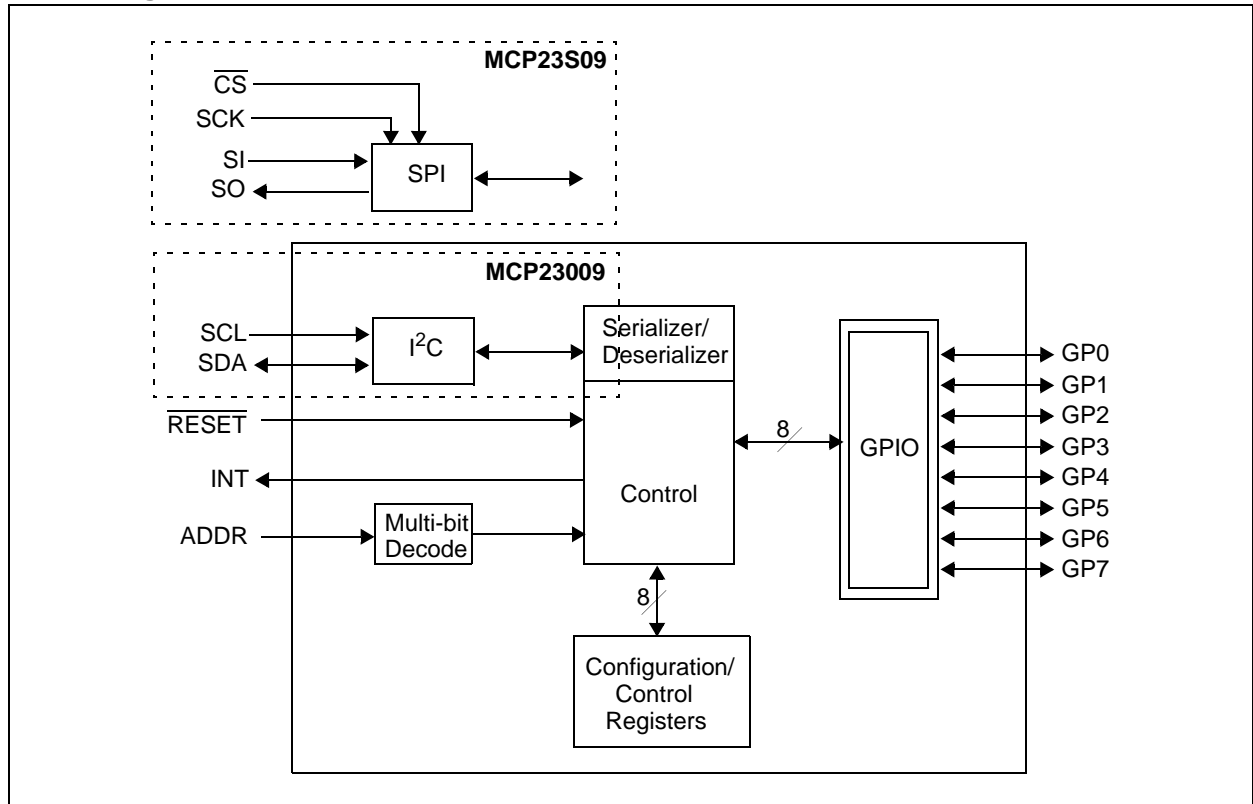 MCP23S09
CS
SCK
SI
SO
SPI
MCP23009
SCL
SDA
I2C
Serializer/
Deserializer
RESET
INT
ADDR
Multi-bit
Decode
Control
8
GPIO
GP0
GP1
GP2
GP3
GP4
GP5
GP6
GP7
8
Configuration/
Control
Registers